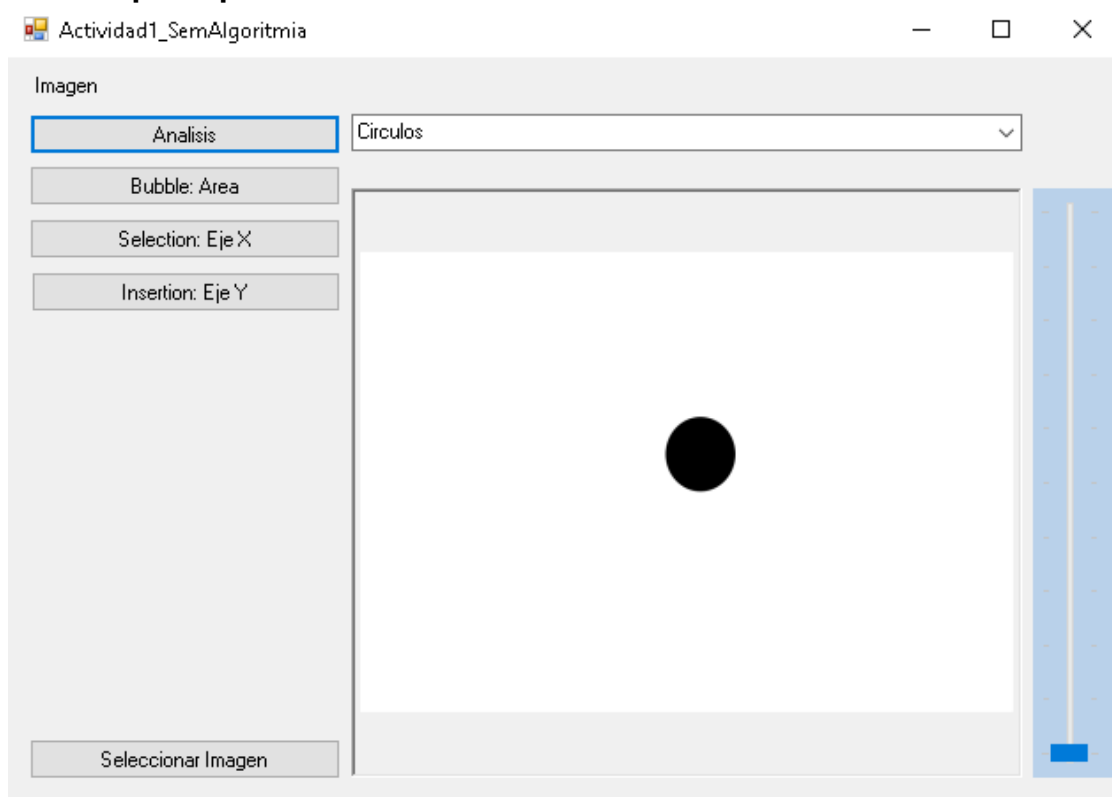 Actividad1_SemAlgoritmia
Imagen
Analisis
Circulos
Bubble: Area
Selection: Eje X
Insertion: Eje Y
Seleccionar Imagen